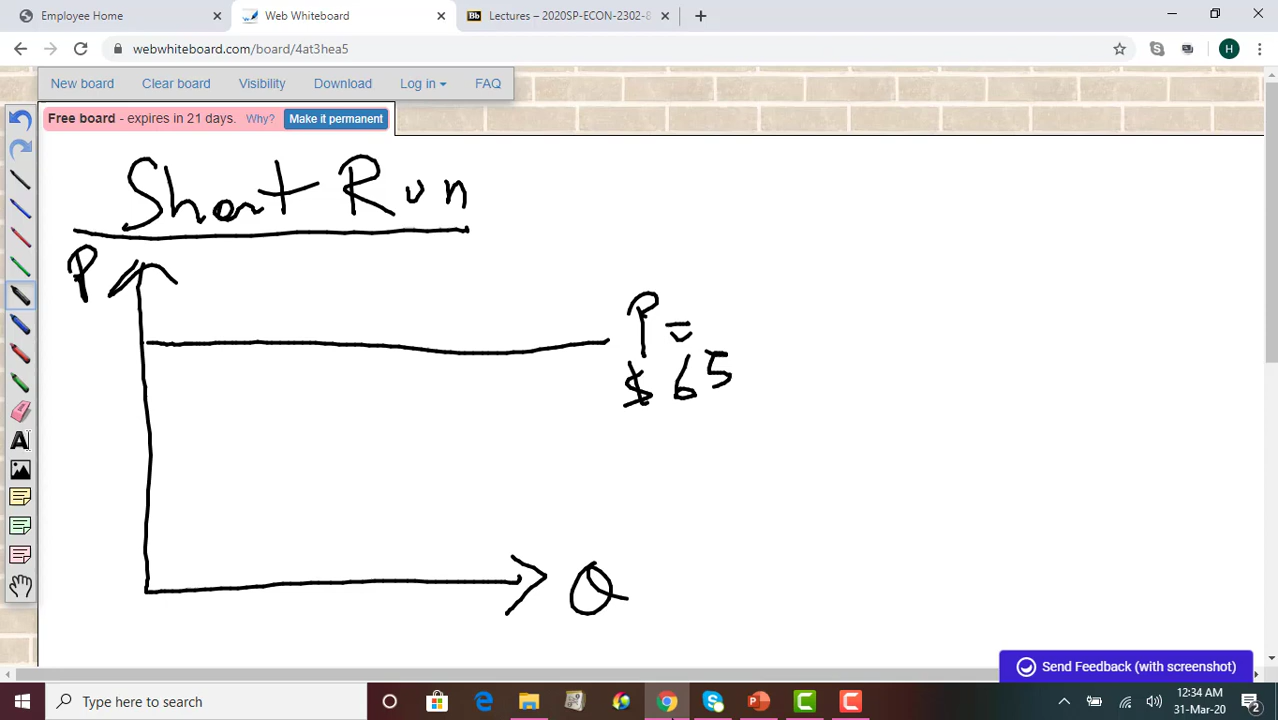 Employee Home
Web Whiteboard
Bb Lectures – 2020SP-ECON-2302-8
webwhiteboard.com/board/4at3hea5
H
New board Clear board Visibility Download Log in FAQ
Free board - expires in 21 days. Why? Make it permanent
Short Run
P
P =
$ 65
A
Q
Send Feedback (with screenshot)
Type here to search
12:34 AM
31-Mar-20
2